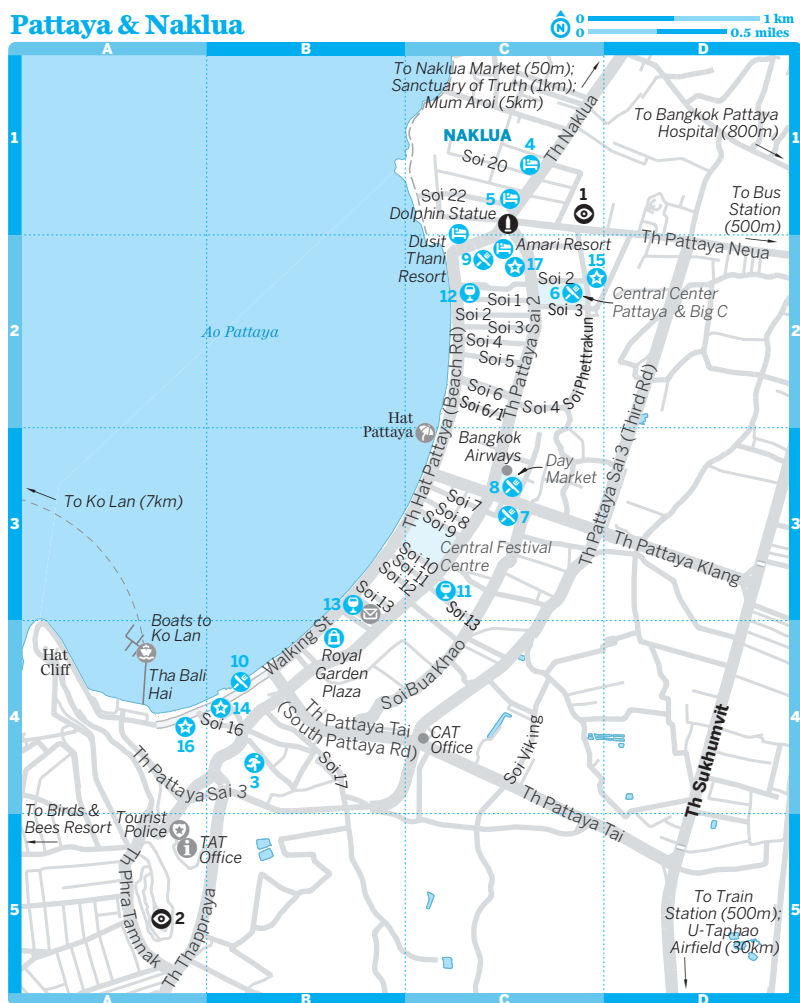 Pattaya & Naklua
N
0 1 km
0 0.5 miles
A B C D
To Naklua Market (50m);
Sanctuary of Truth (1km);
Mum Aroi (5km)
To Bangkok Pattaya
Hospital (800m)
1 1
NAKLUA
4
Th Naklua
Soi 20
Soi 22
5
1
To Bus
Station
(500m)
Dolphin Statue
Dusit
Thani
Resort
Amari Resort
Th Pattaya Neua
9
17
15
Soi 2
12
Soi 1
6
Central Center
Pattaya & Big C
Soi 2
Soi 3
Soi 3
Ao Pattaya
2 2
Soi 4
Soi 5
Th Pattaya Sai 2
Soi Phettrakun
Soi 6
Soi 6/1
Soi 4
Th Hat Pattaya (Beach Rd)
Th Pattaya Sai 3 (Third Rd)
Hat
Pattaya
Bangkok
Airways
Day
Market
8
To Ko Lan (7km)
3 3
Soi 7
Soi 8
Soi 9
7
Th Pattaya Klang
Central Festival
Centre
Soi 10
Soi 11
Soi 12
Soi 13
13
11
Soi 13
Boats to
Ko Lan
Walking St
Hat
Cliff
Tha Bali
Hai
10
Royal
Garden
Plaza
Soi Bua Khao
4 4
14
Soi 16
16
Th Pattaya Tai
(South Pattaya Rd)
CAT
Office
Soi Viking
Th Sukhumvit
Th Pattaya Sai 3
3
Soi 17
Th Pattaya Tai
To Birds &
Bees Resort
Tourist
Police
TAT
Office
Th Phra Tamnak
2
Th Thappraya
5 5
To Train
Station (500m);
U-Taphao
Airfield (30km)
A B C D